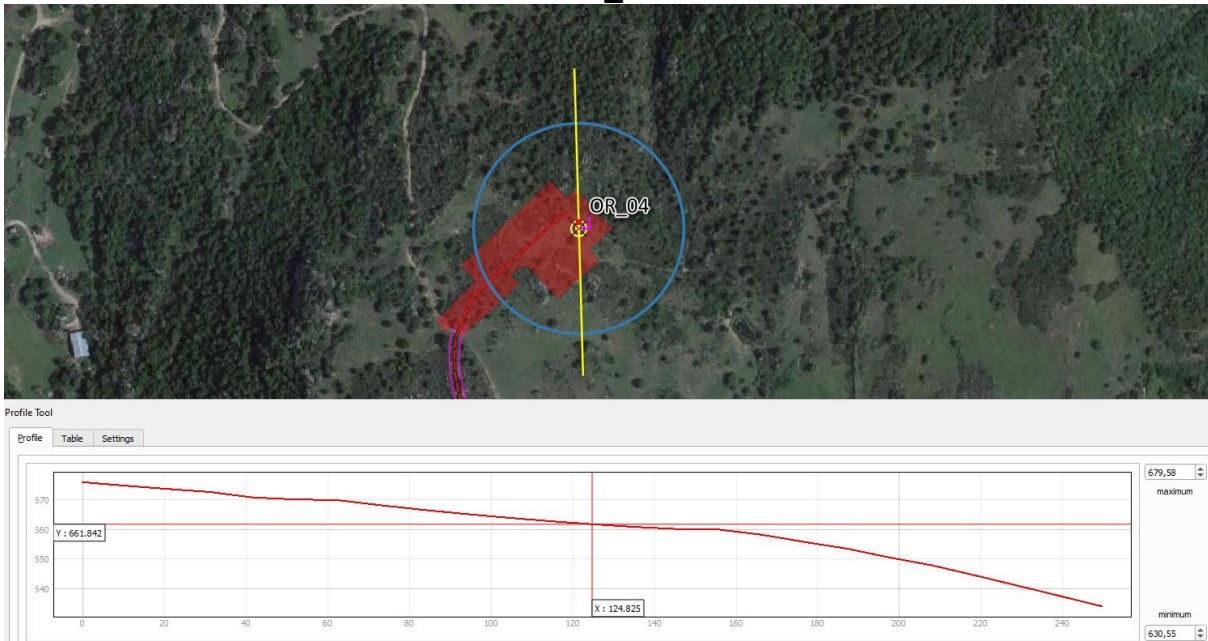 OR_04
Profile Tool
Profile Table Settings
679,58
maximum
570
560
Y : 661.842
550
540
X : 124.825
0 20 40 60 80 100 120 140 160 180 200 220 240
minimum
630,55